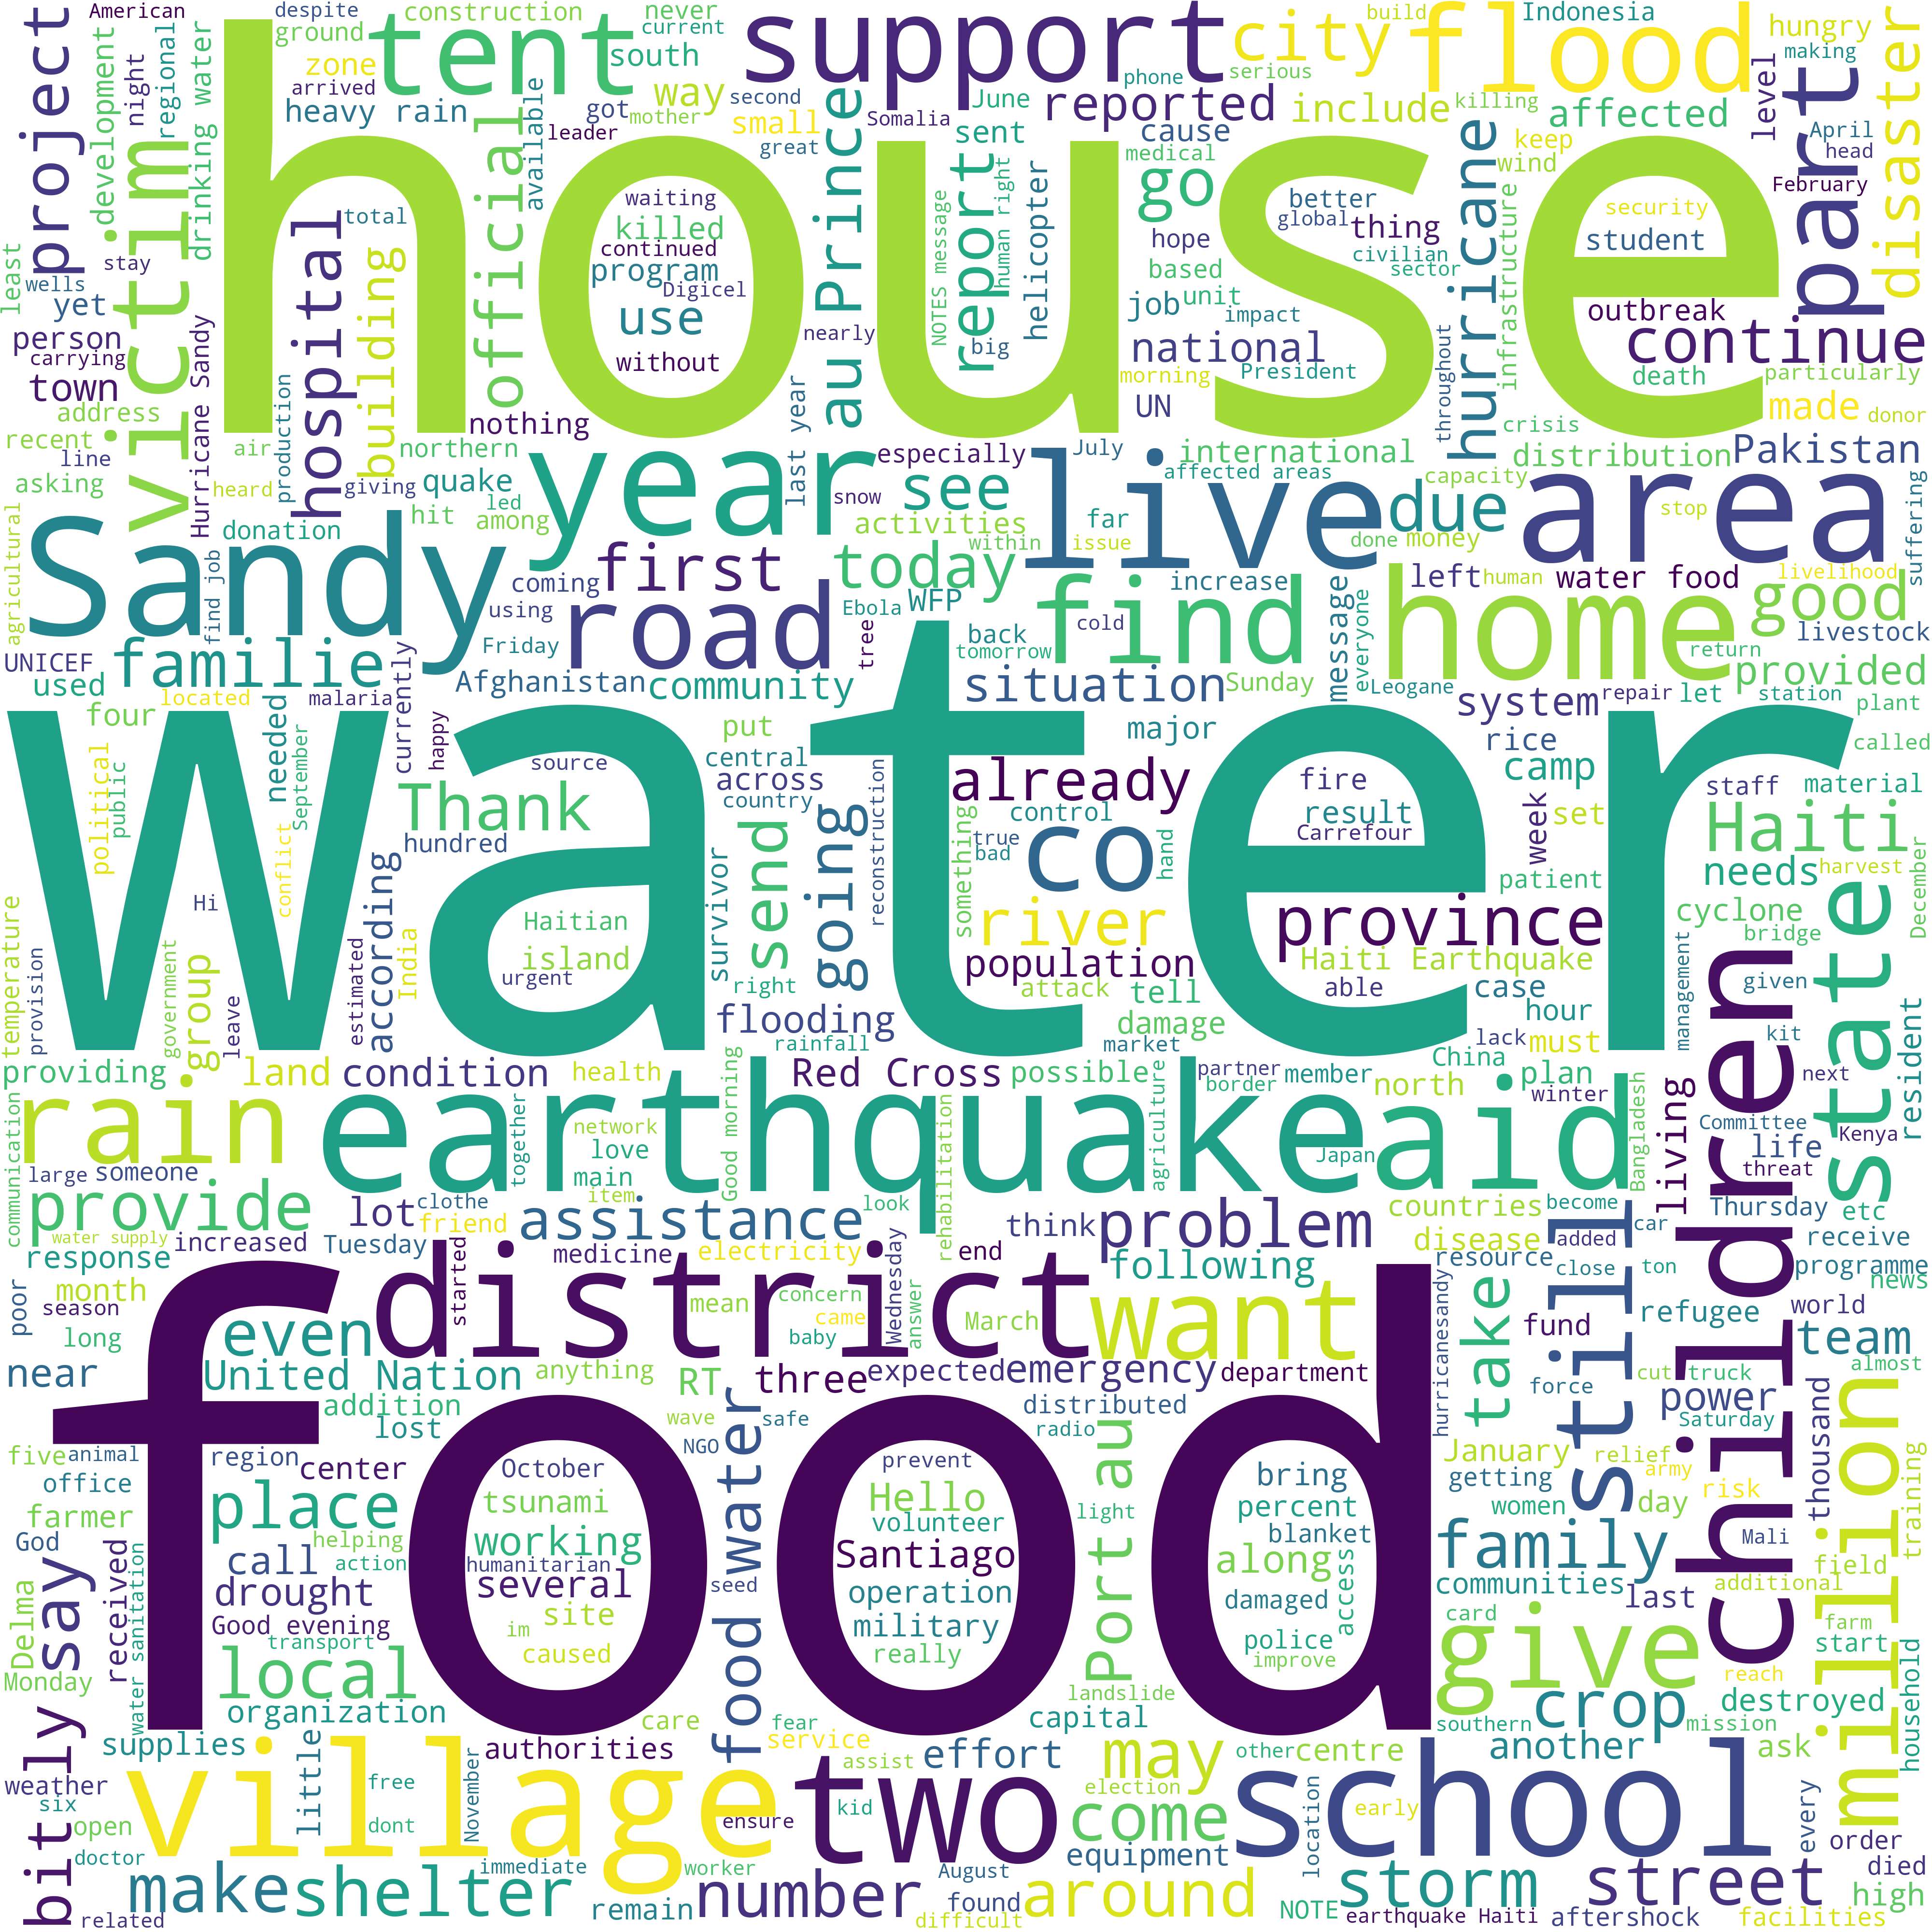 American
despite
construction
never
support
build
Indonesia
hungry
ground
tent
current
south
city
flood
making
project
development
night
regional
zone
arrived
heavy rain
official
got
leader
available
way
mother
second
small
great
au Prince
Somalia
June
sent
phone
reported
serious
include
killing
affected
level
part
April
head
disaster
victim
drinking water
house
cause
medical
go
hurricane
keep
wind
February
least
stay
wells
yet
person
carrying
town
address
recent
line
asking
Hurricane Sandy
hospital
total
building
waiting
killed
continued
program
Digicel
use
without
nearly
report
NOTES message
human right
big
helicopter
hope
based
job
unit
impact
national
morning
President
UN
better
global
thing
civilian
sector
infrastructure
throughout
security
student
outbreak
continue
death
particularly
made
donor
nothing
northern
air
production
heard
giving
quake
hit
led
among
year
last year
especially
snow
see
July
activities
within
live
affected areas
international
crisis
capacity
distribution
Pakistan
far
issue
due
done
money
area
stop
suffering
agricultural
Sandy
donation
find job
coming
using
first
road
today
Ebola
WFP
tree
find
increase
cold
message
everyone
home
left
human
water food
livelihood
good
livestock
return
provided
UNICEF
familie
used
located
malaria
four
Friday
Afghanistan
community
back
tomorrow
situation
Sunday
Leogane
system
repair
let
station
plant
water
needed
currently
happy
political
public
September
conflict
Hi
source
put
central
across
country
major
already
fire
result
Carrefour
rice
camp
called
staff
material
Thank
hundred
according
India
estimated
Haitian
island
urgent
survivor
send
right
going
reconstruction
something
control
true
bad
co
hand
river
province
population
Haiti Earthquake
attack
tell
able
damage
week
set
patient
Haiti
needs
harvest
cyclone
bridge
case
hour
management
given
December
state
temperature
provision
government
group
leave
flooding
rainfall
market
lack
must
China
kit
children
resident
providing
land
condition
health
Red Cross
possible
partner
border
member
north
winter
plan
next
rain
earthquake
aid
network
love
together
main
item
Good morning
look
rehabilitation
agriculture
Japan
Bangladesh
living
Committee
life
Kenya
threat
communication
large
someone
provide
lot
clothe
friend
assistance
think
problem
countries
disease
become
still
car
added
Thursday
etc
water supply
increased
response
Tuesday
medicine
electricity
Wednesday
end
following
resource
close
ton
receive
programme
news
poor
month
season
long
even
district
started
mean
concern
came
baby
answer
March
want
take
refugee
fund
world
team
near
United Nation
anything
addition
lost
RT
wave
three
safe
expected
emergency
department
distributed
hurricanesandy
force
cut
truck
power
Saturday
almost
thousand
million
food
five
animal
office
region
center
October
tsunami
food water
NGO
prevent
Hello
volunteer
radio
light
Port au
bring
percent
blanket
January
getting
women
relief
army
day
risk
training
farmer
God
place
helping
action
working
humanitarian
several
seed
Santiago
along
access
family
Mali
field
communities
last
additional
say
received
water sanitation
call
drought
Good evening
transport
im
site
caused
operation
military
really
damaged
police
improve
card
give
farm
start
reach
Delma
Monday
local
organization
care
fear
service
landslide
capital
southern
crop
destroyed
mission
household
bitly
supplies
authorities
village
two
assist
effort
may
other
centre
another
ask
weather
six
open
little
free
dont
November
ensure
kid
election
come
equipment
school
location
early
every
order
doctor
make
shelter
immediate
worker
remain
number
August
found
difficult
around
NOTE
storm
earthquake Haiti
street
aftershock
died
high
facilities
related